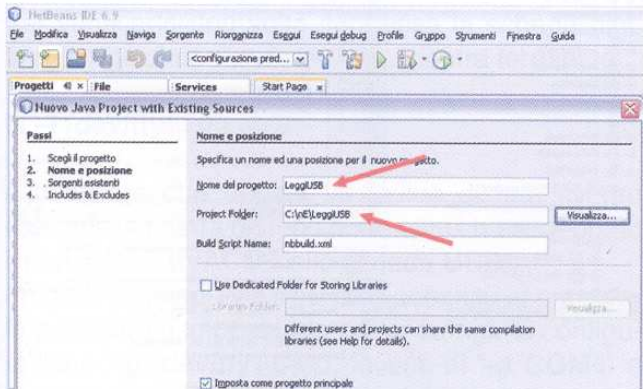 NetBeans IDE 6.9
File Modifica Visualizza Naviga Sorgente Riorganizza Esegui Esegui debug Profile Gruppo Strumenti Finestra Guida
<configurazione pred...
Progetti File Services Start Page
Nuovo Java Project with Existing Sources
Passi
1. Scegli il progetto
2. Nome e posizione
3. Sorgenti esistenti
4. Includes & Excludes
Nome e posizione
Specifica un nome ed una posizione per il nuovo progetto.
Nome del progetto: LeggiUSB
Project Folder: C:\nE\LeggiUSB Visualizza...
Build Script Name: nbbuild.xml
Use Dedicated Folder for Storing Libraries
Libraries Folder: Visualizza...
Different users and projects can share the same compilation
libraries (see Help for details).
Imposta come progetto principale